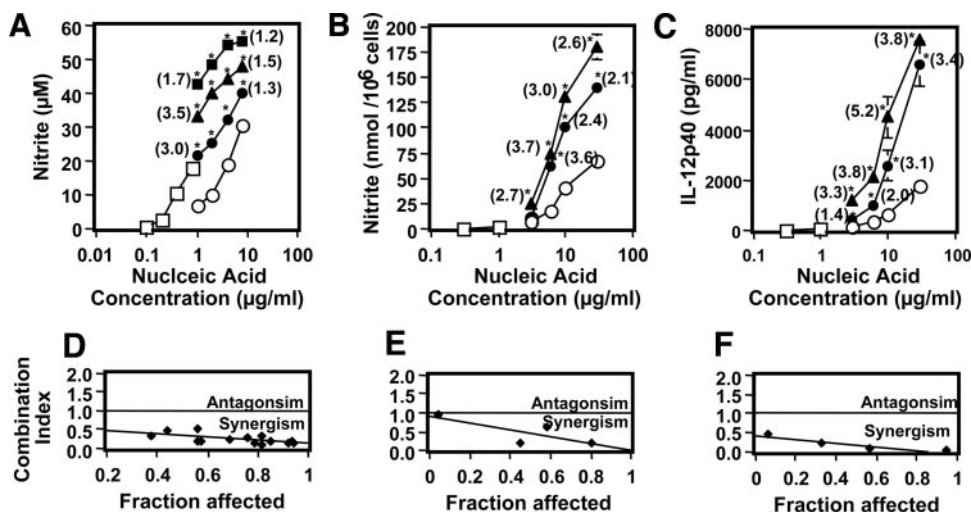 A
Nitrite (µM)
60
50
40
30
20
10
0
*
*
*
*(1.2)
(1.7)
*
*
*(1.5)
(3.5)
*
*
*
*(1.3)
(3.0)
*
0.01 0.1 1 10 100
Nuclceic Acid
Concentration (µg/ml)
B
Nitrite (nmol /10⁶ cells)
200
175
150
125
100
75
50
25
0
(2.6)*
(3.0)*
*(2.1)
(3.7)*
*(2.4)
(2.7)*
*(3.6)
0.1 1 10 100
Nucleic Acid
Concentration (µg/ml)
C
IL-12p40 (pg/ml)
8000
6000
4000
2000
0
(3.8)*
*(3.4)
(5.2)*
(3.8)*
*(3.1)
(3.3)*
*(2.0)
(1.4)*
0.1 1 10 100
Nucleic Acid
Concentration (µg/ml)
D
Combination
Index
2.0
1.5
1.0
0.5
0.0
Antagonsim
Synergism
0.2 0.4 0.6 0.8 1
Fraction affected
E
2.0
1.5
1.0
0.5
0.0
Antagonsim
Synergism
0 0.2 0.4 0.6 0.8 1
Fraction affected
F
2.0
1.5
1.0
0.5
0.0
Antagonsim
Synergism
0 0.2 0.4 0.6 0.8 1
Fraction affected